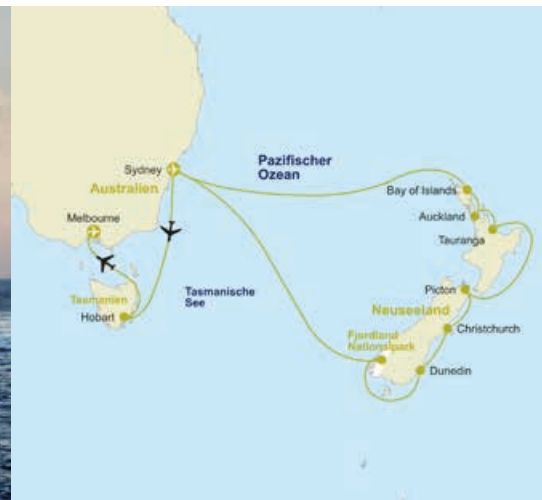 Pazifischer
Ozean
Sydney
Australien
Bay of Islands
Melbourne
Auckland
Tauranga
Tasmanische
See
Tasmanien
Hobart
Picton
Neuseeland
Christchurch
Fjordland
Nationalpark
Dunedin